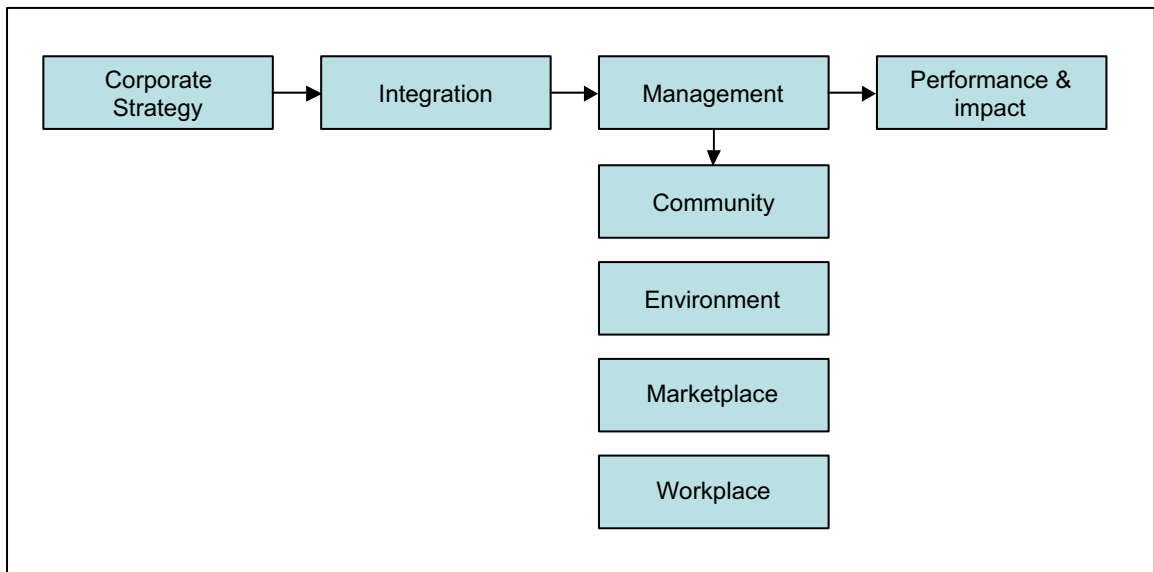 Corporate
Strategy
Integration
Management
Performance &
impact
Community
Environment
Marketplace
Workplace